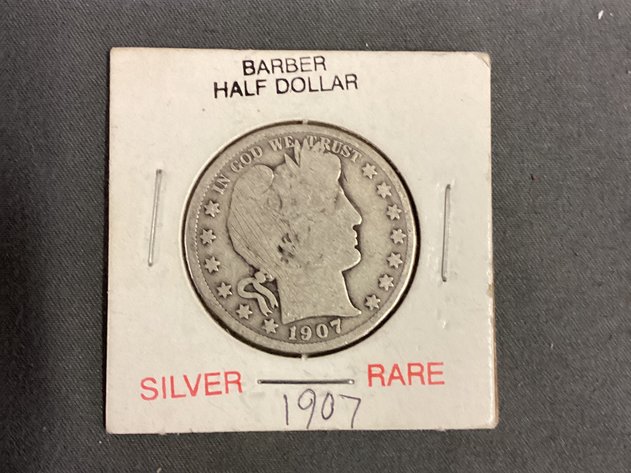 BARBER
HALF DOLLAR
IN GOD WE TRUST
1907
SILVER RARE
1907